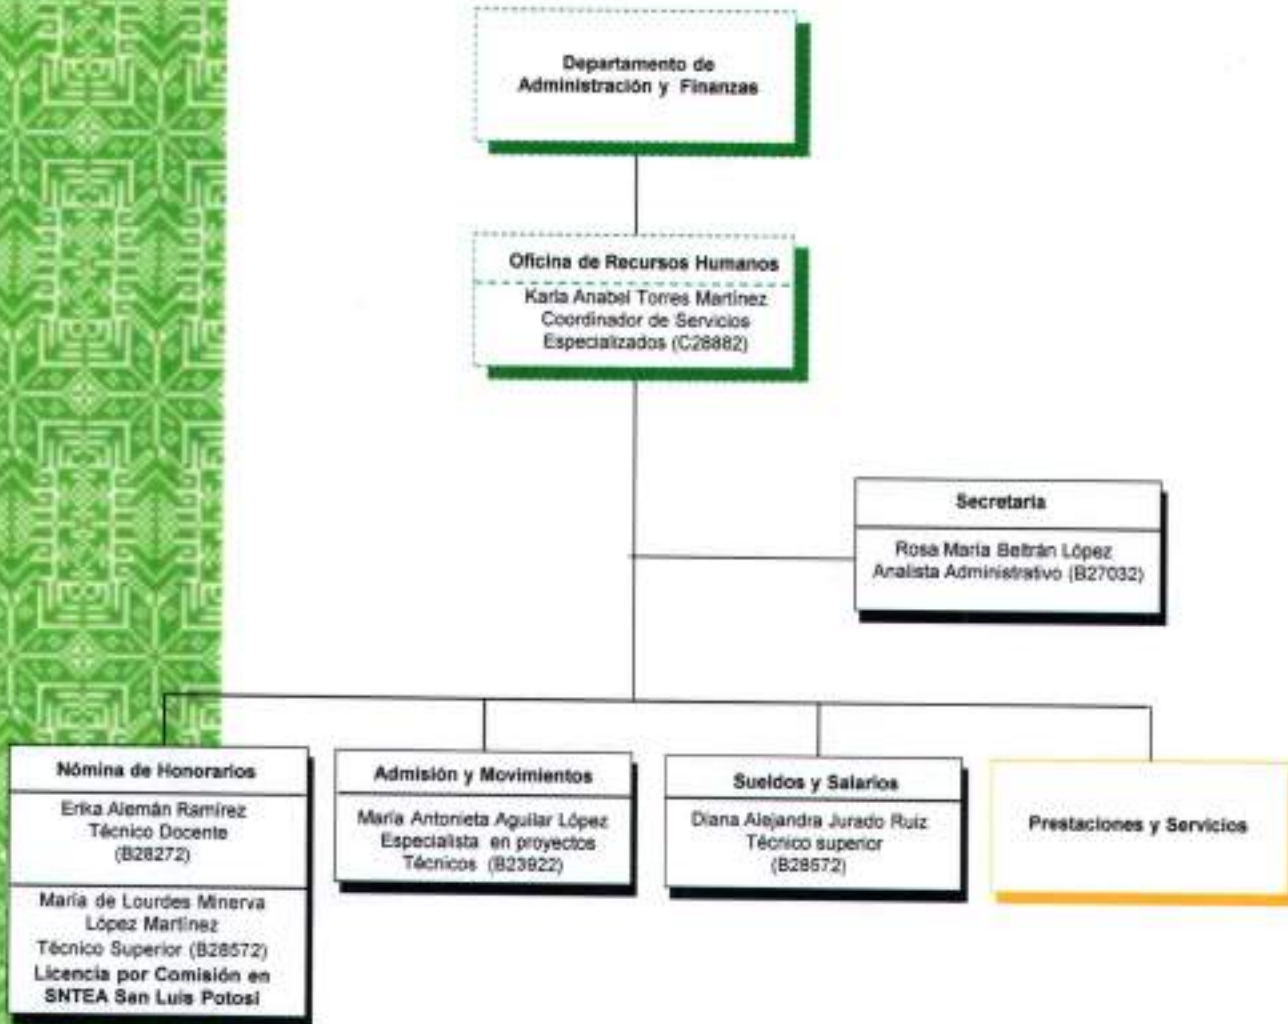 Departamento de
Administración y Finanzas
Oficina de Recursos Humanos
Karla Anabel Torres Martínez
Coordinador de Servicios
Especializados (C28882)
Secretaria
Rosa María Beltrán López
Analista Administrativo (B27032)
Nómina de Honorarios
Erika Alemán Ramírez
Técnico Docente
(B28272)
María de Lourdes Minerva
López Martínez
Técnico Superior (B28572)
Licencia por Comisión en
SNTEA San Luis Potosí
Admisión y Movimientos
María Antonieta Aguilar López
Especialista en proyectos
Técnicos (B23922)
Sueldos y Salarios
Diana Alejandra Jurado Ruiz
Técnico superior
(B28572)
Prestaciones y Servicios